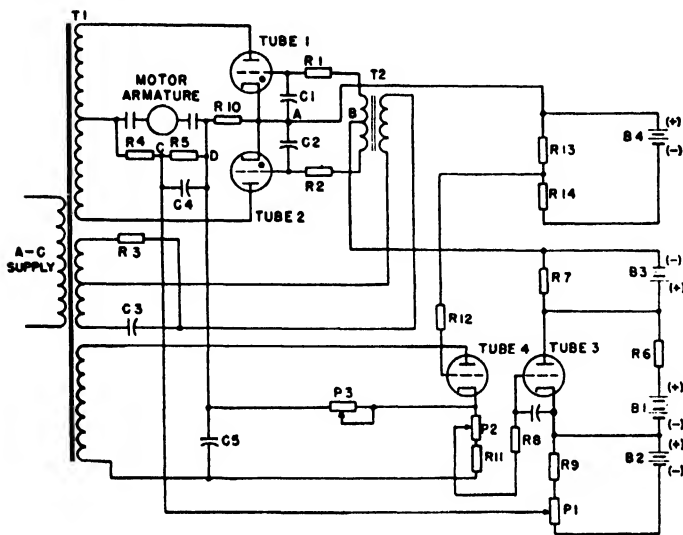 T1
TUBE 1
R1
T2
MOTOR
ARMATURE
C1
R10
A
B
B4
(+)
(-)
R4
C
R5
D
C2
R13
R2
R14
C4
TUBE 2
A-C
SUPPLY
R3
R7
B3
(-)
(+)
C3
R12
TUBE 4
TUBE 3
R6
P3
(+)
B1
(-)
P2
C5
R8
R11
R9
(+)
B2
(-)
P1